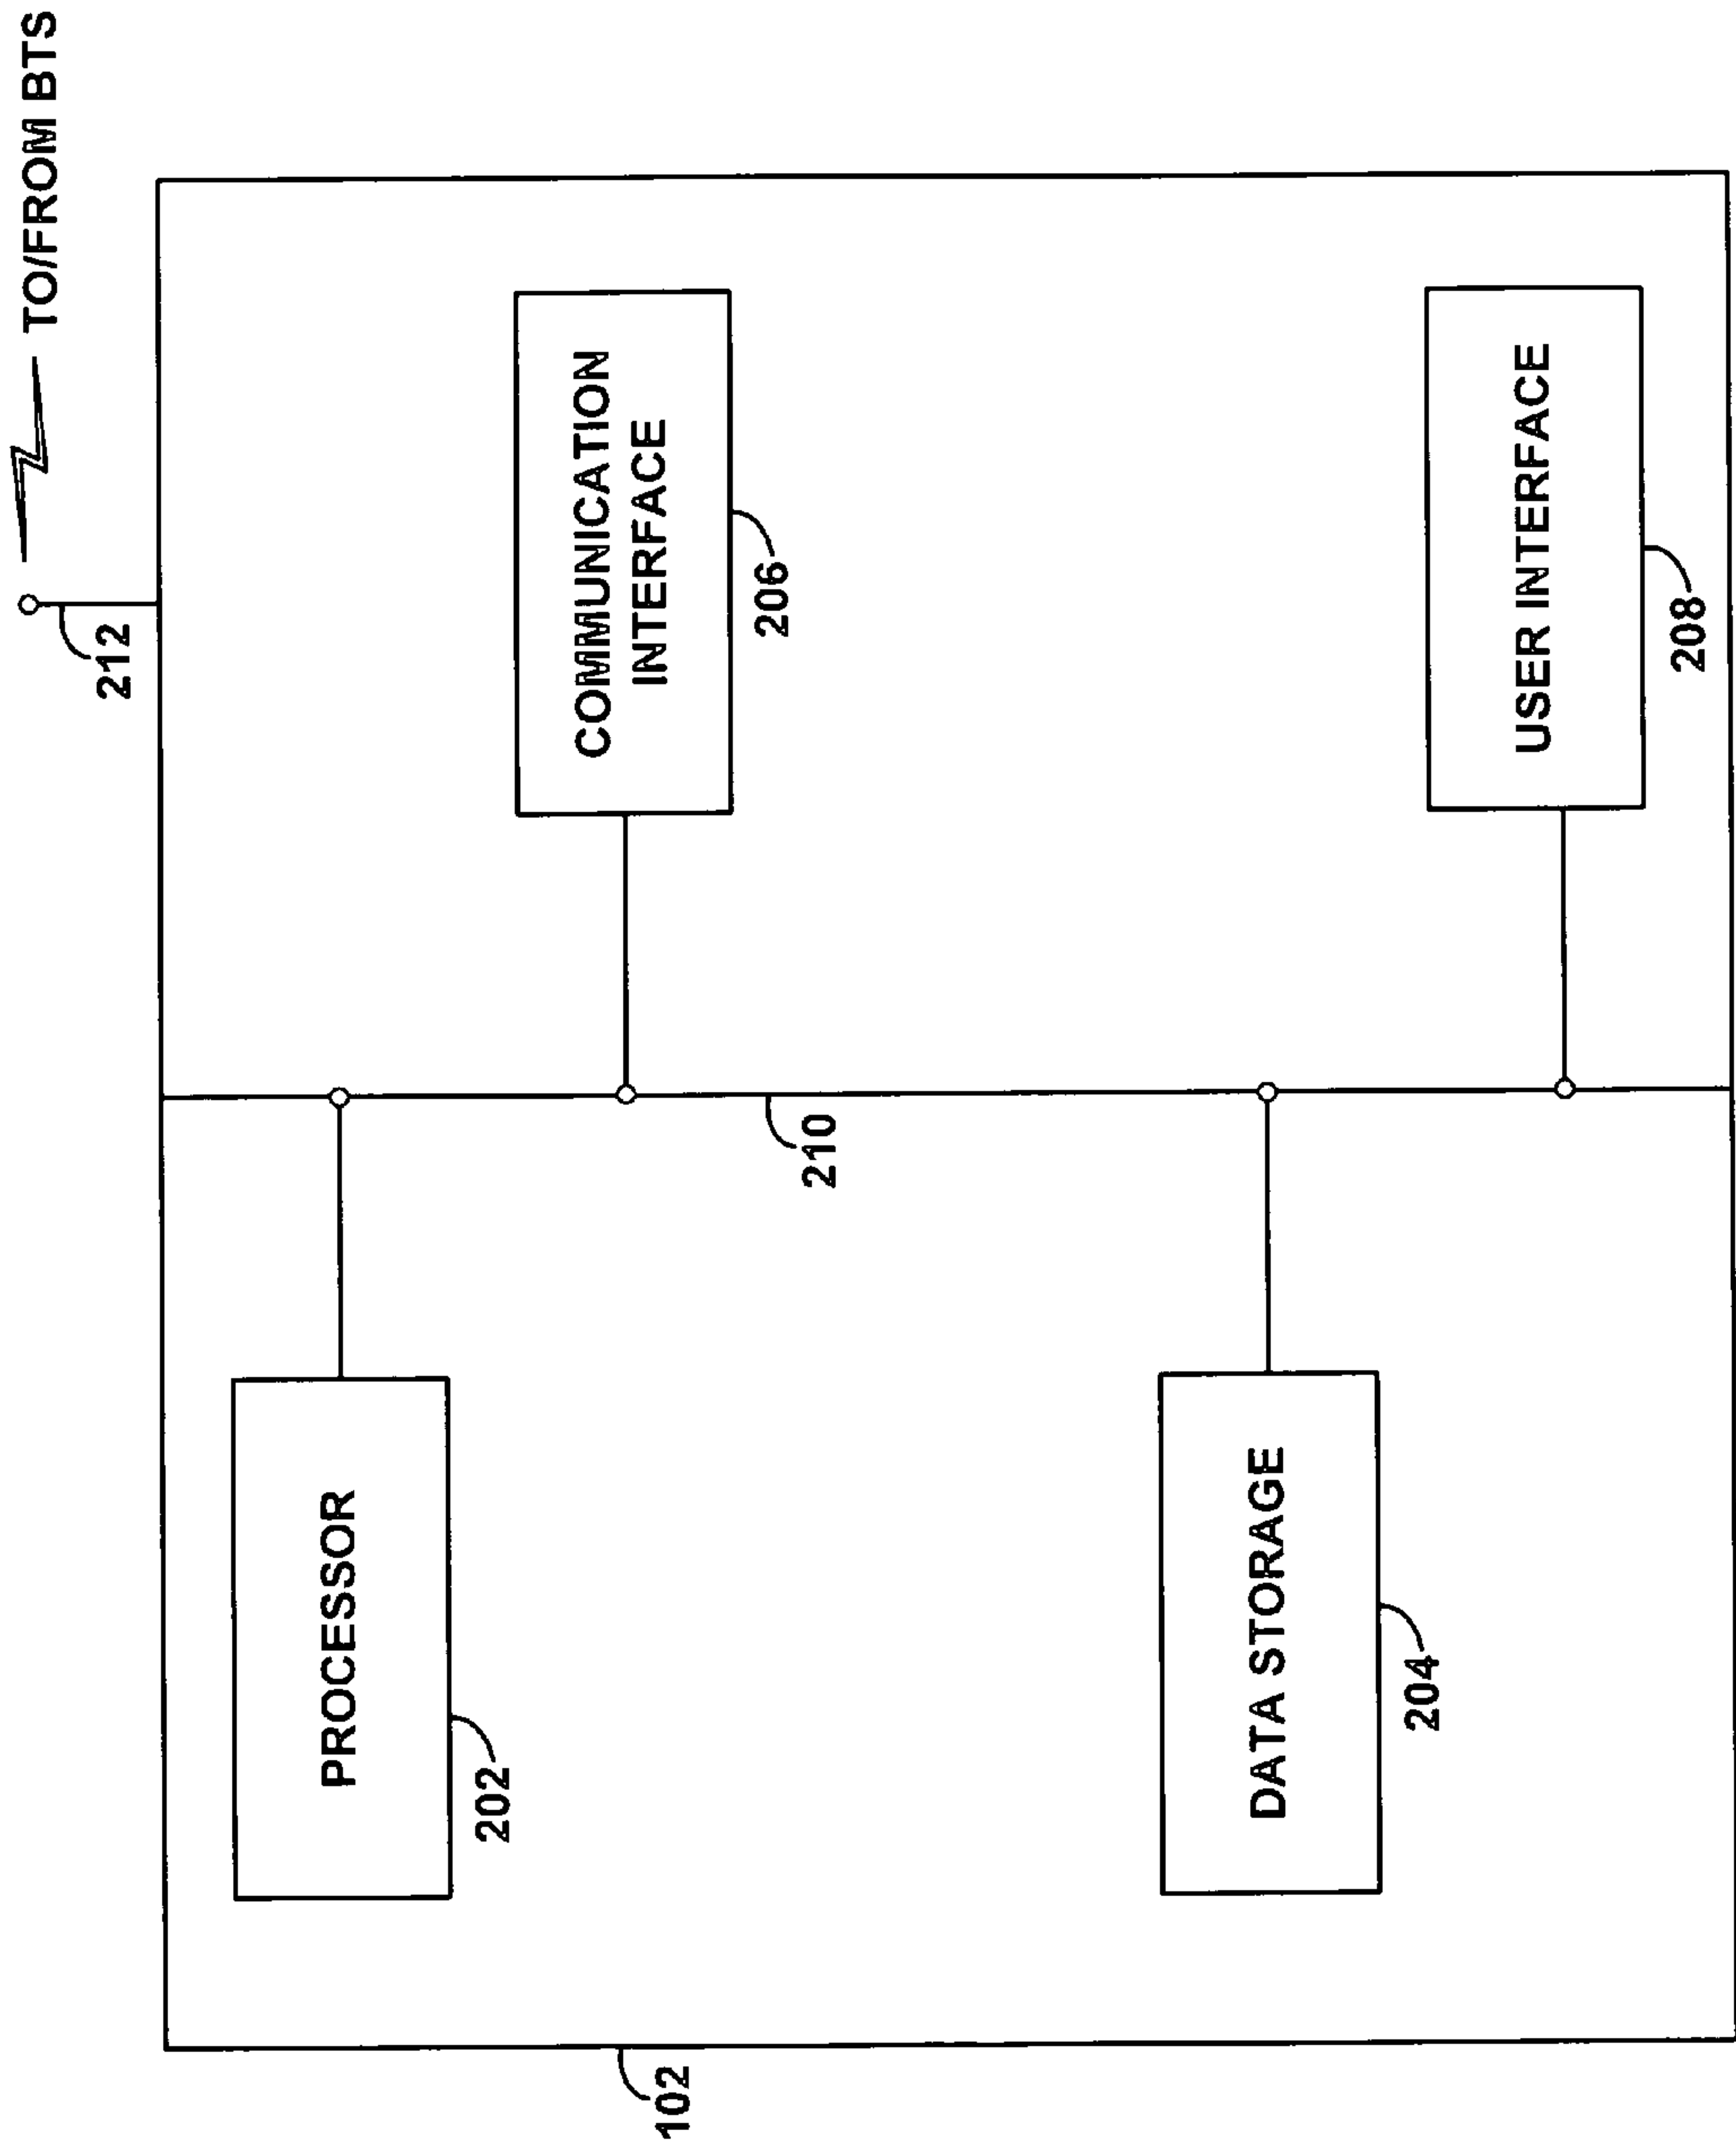 TO/FROM BTS
212
PROCESSOR
202
COMMUNICATION
INTERFACE
206
210
DATA STORAGE
204
USER INTERFACE
208
102